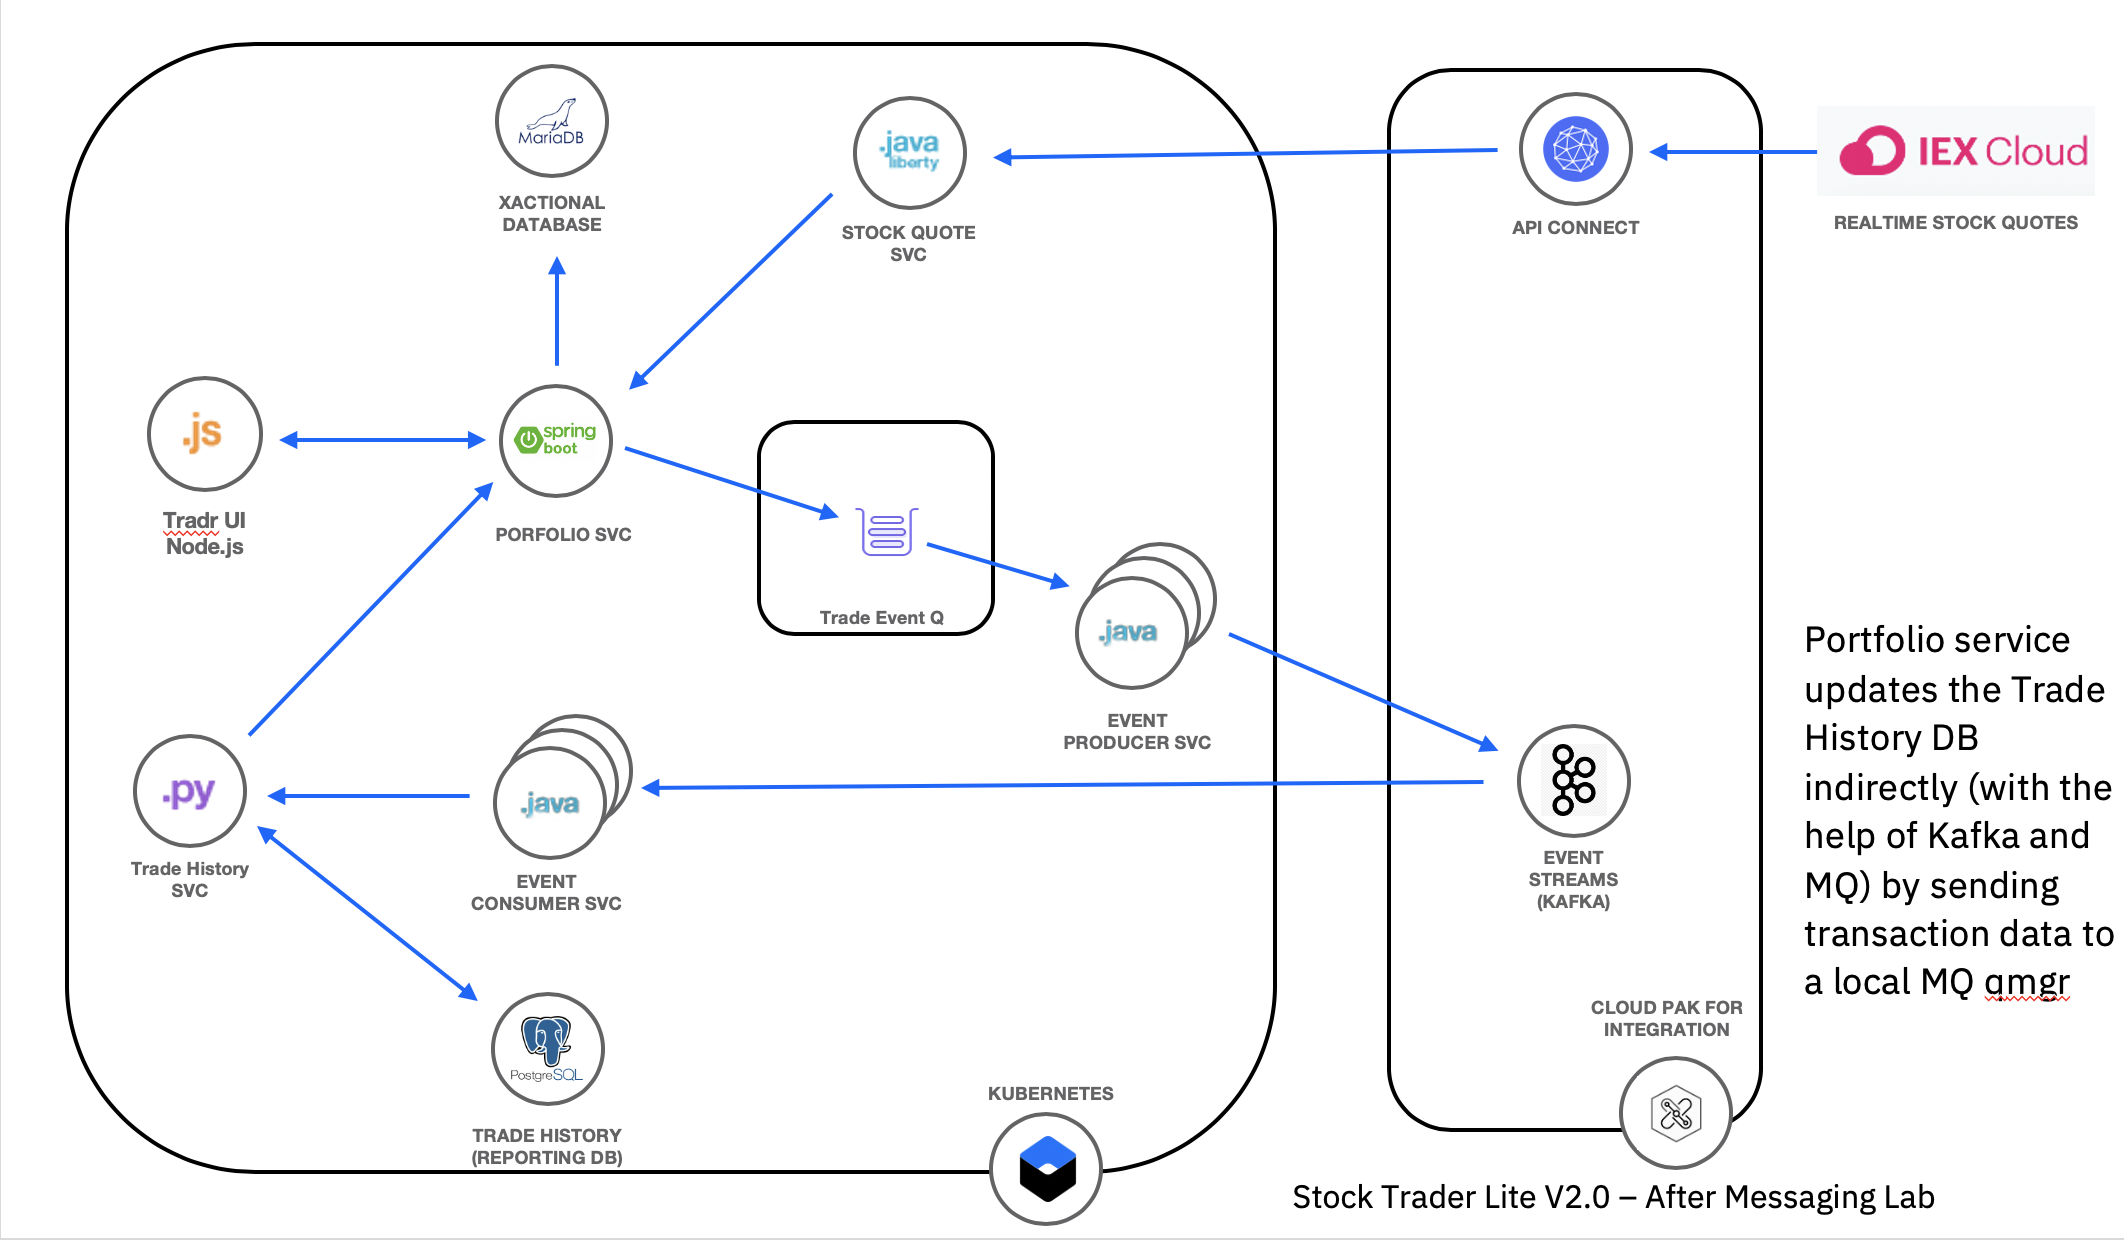 MariaDB
XACTIONAL
DATABASE
.java
liberty
STOCK QUOTE
SVC
API CONNECT
IEX Cloud
REALTIME STOCK QUOTES
.js
Tradr UI
Node.js
spring
boot
PORFOLIO SVC
Trade Event Q
.java
EVENT
PRODUCER SVC
.py
Trade History
SVC
.java
EVENT
CONSUMER SVC
EVENT
STREAMS
(KAFKA)
Portfolio service
updates the Trade
History DB
indirectly (with the
help of Kafka and
MQ) by sending
transaction data to
a local MQ qmgr
PostgreSQL
TRADE HISTORY
(REPORTING DB)
KUBERNETES
CLOUD PAK FOR
INTEGRATION
Stock Trader Lite V2.0 – After Messaging Lab